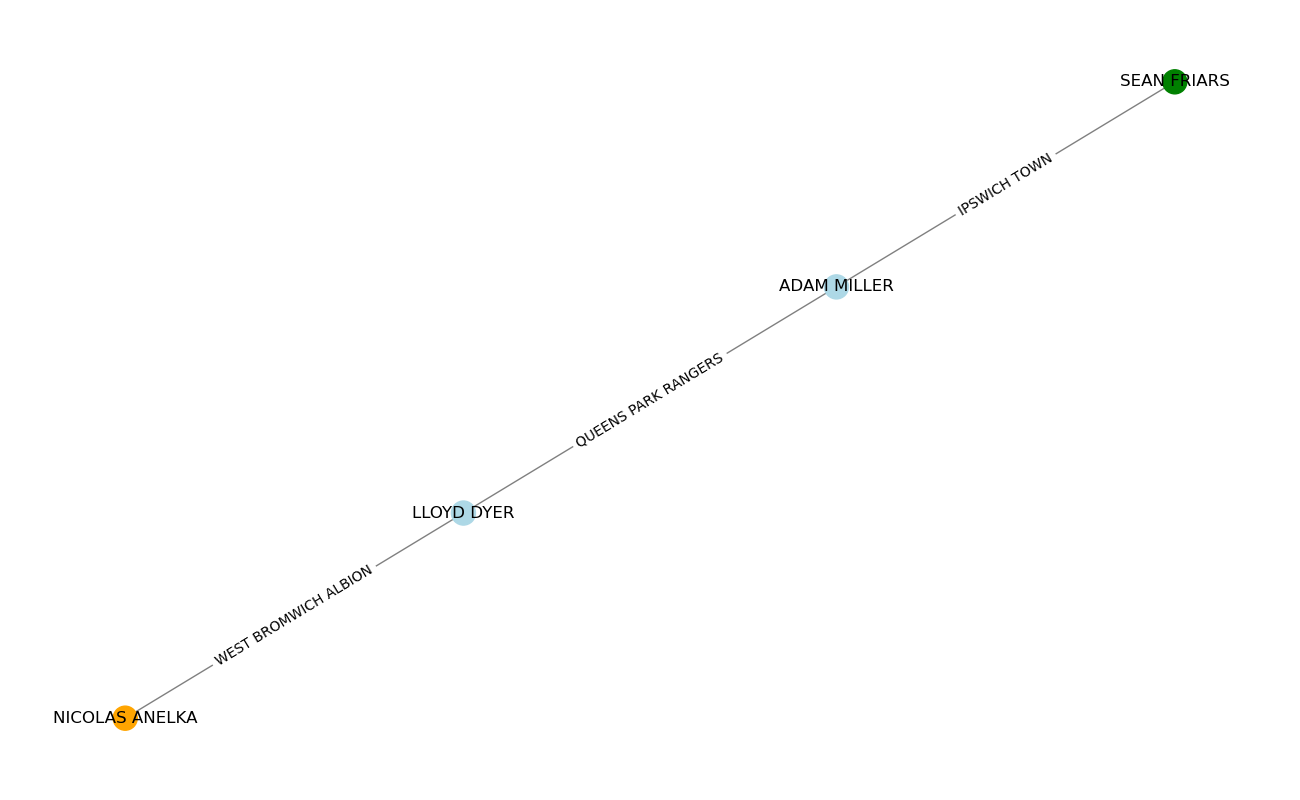 SEAN FRIARS
IPSWICH TOWN
ADAM MILLER
QUEENS PARK RANGERS
LLOYD DYER
WEST BROMWICH ALBION
NICOLAS ANELKA